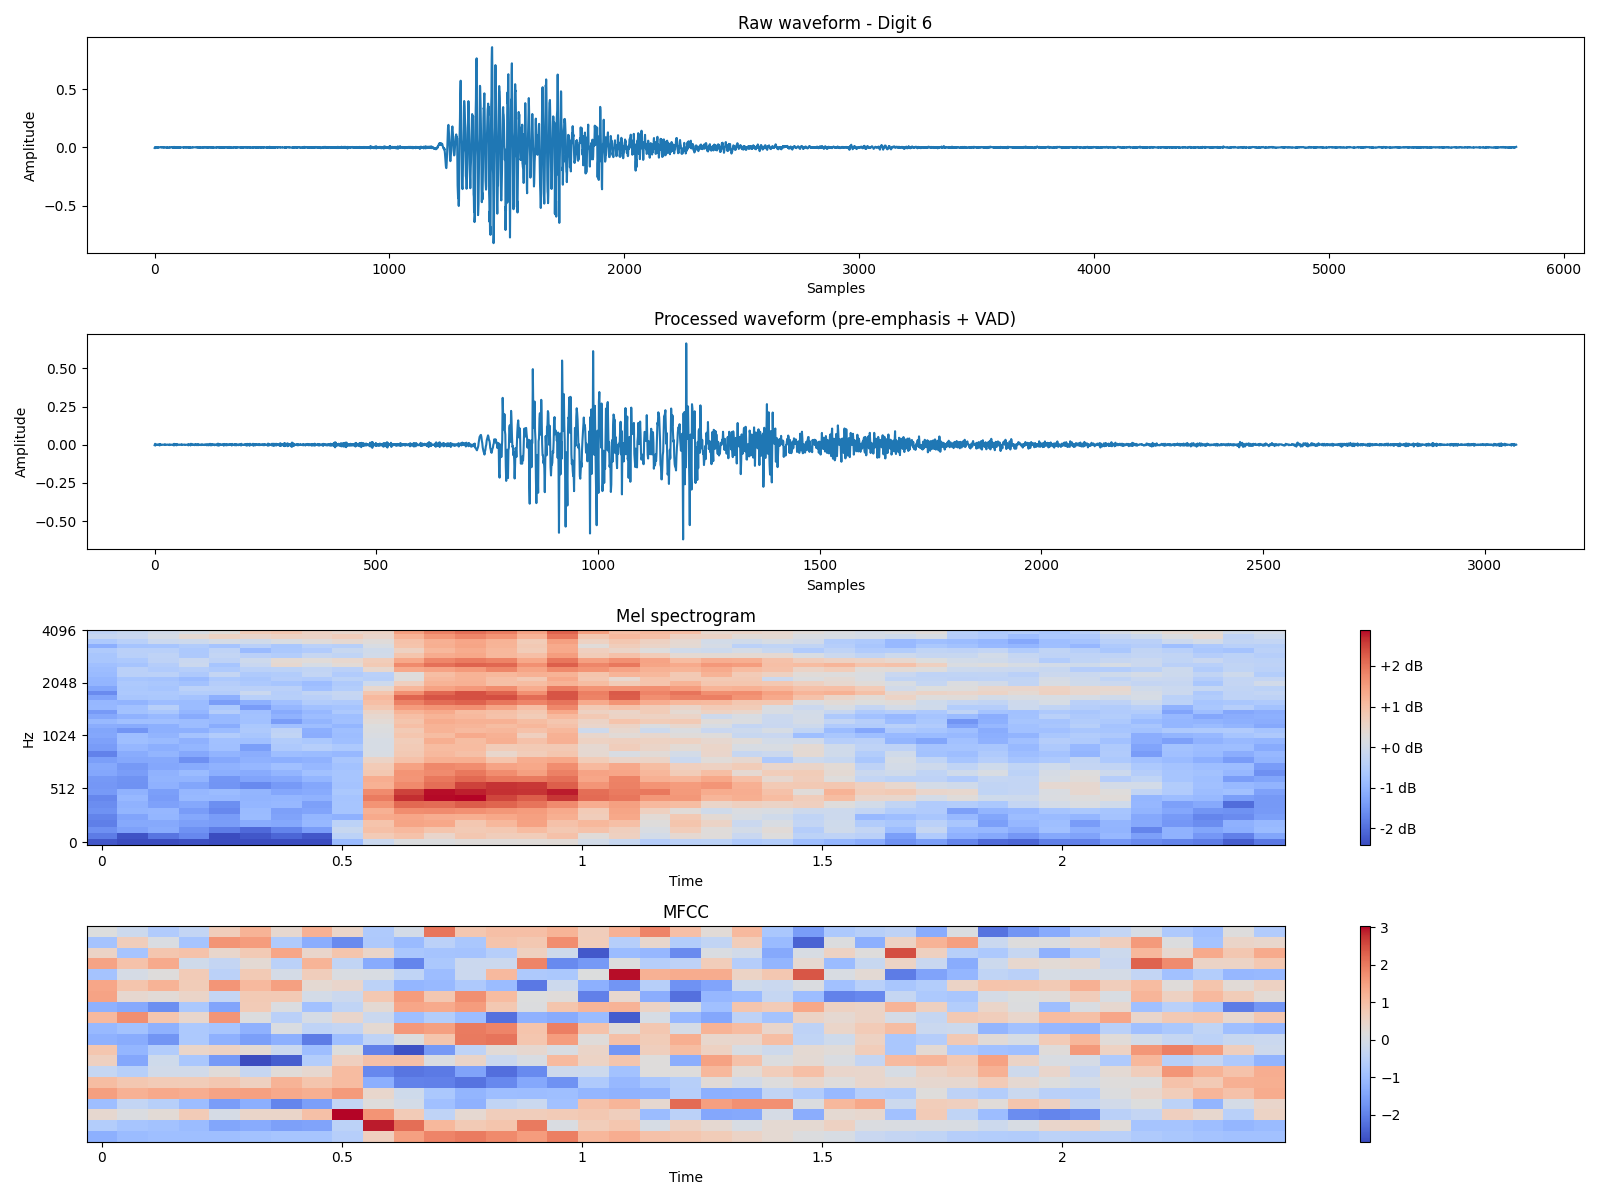 Raw waveform - Digit 6
Amplitude
0.5
0.0
−0.5
0 1000 2000 3000 4000 5000 6000
Samples
Processed waveform (pre-emphasis + VAD)
Amplitude
0.50
0.25
0.00
−0.25
−0.50
0 500 1000 1500 2000 2500 3000
Samples
Mel spectrogram
Hz
4096
2048
1024
512
0
0 0.5 1 1.5 2
Time
+2 dB
+1 dB
+0 dB
-1 dB
-2 dB
MFCC
0 0.5 1 1.5 2
Time
3
2
1
0
−1
−2